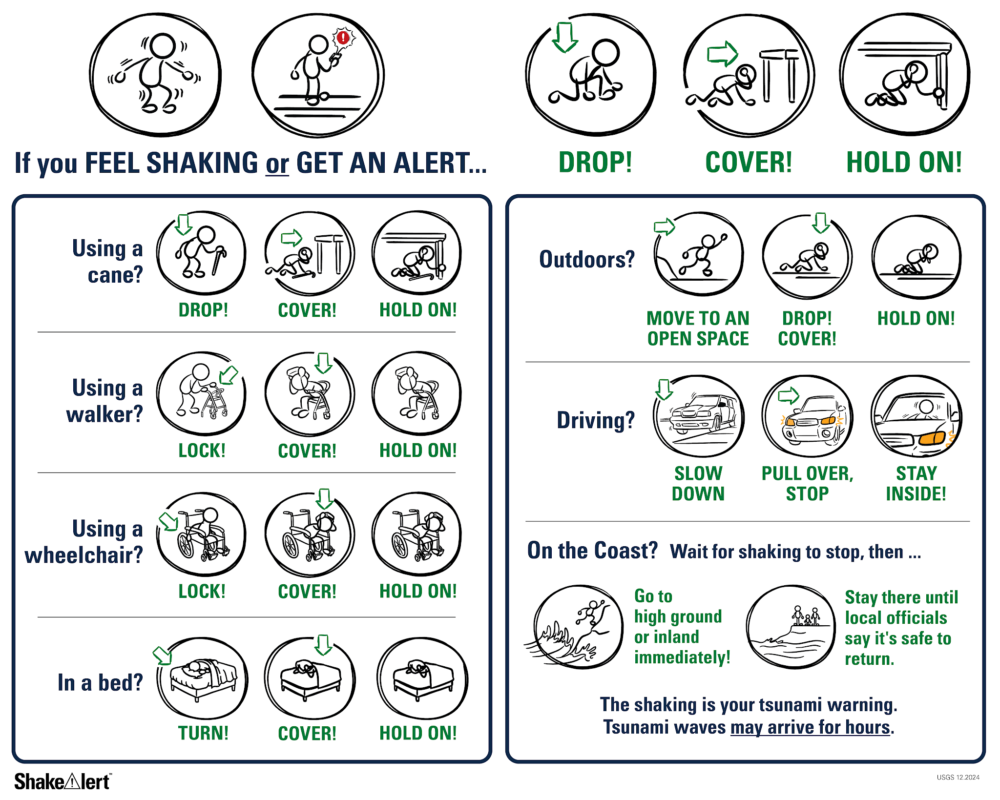 If you FEEL SHAKING or GET AN ALERT...
DROP!
COVER!
HOLD ON!
Using a
cane?
DROP!
COVER!
HOLD ON!
Using a
walker?
LOCK!
COVER!
HOLD ON!
Using a
wheelchair?
LOCK!
COVER!
HOLD ON!
In a bed?
TURN!
COVER!
HOLD ON!
Outdoors?
MOVE TO AN
OPEN SPACE
DROP!
COVER!
HOLD ON!
Driving?
SLOW
DOWN
PULL OVER,
STOP
STAY
INSIDE!
On the Coast? Wait for shaking to stop, then ...
Go to
high ground
or inland
immediately!
Stay there until
local officials
say it's safe to
return.
The shaking is your tsunami warning.
Tsunami waves may arrive for hours.
ShakeAlert™
USGS 12.2024